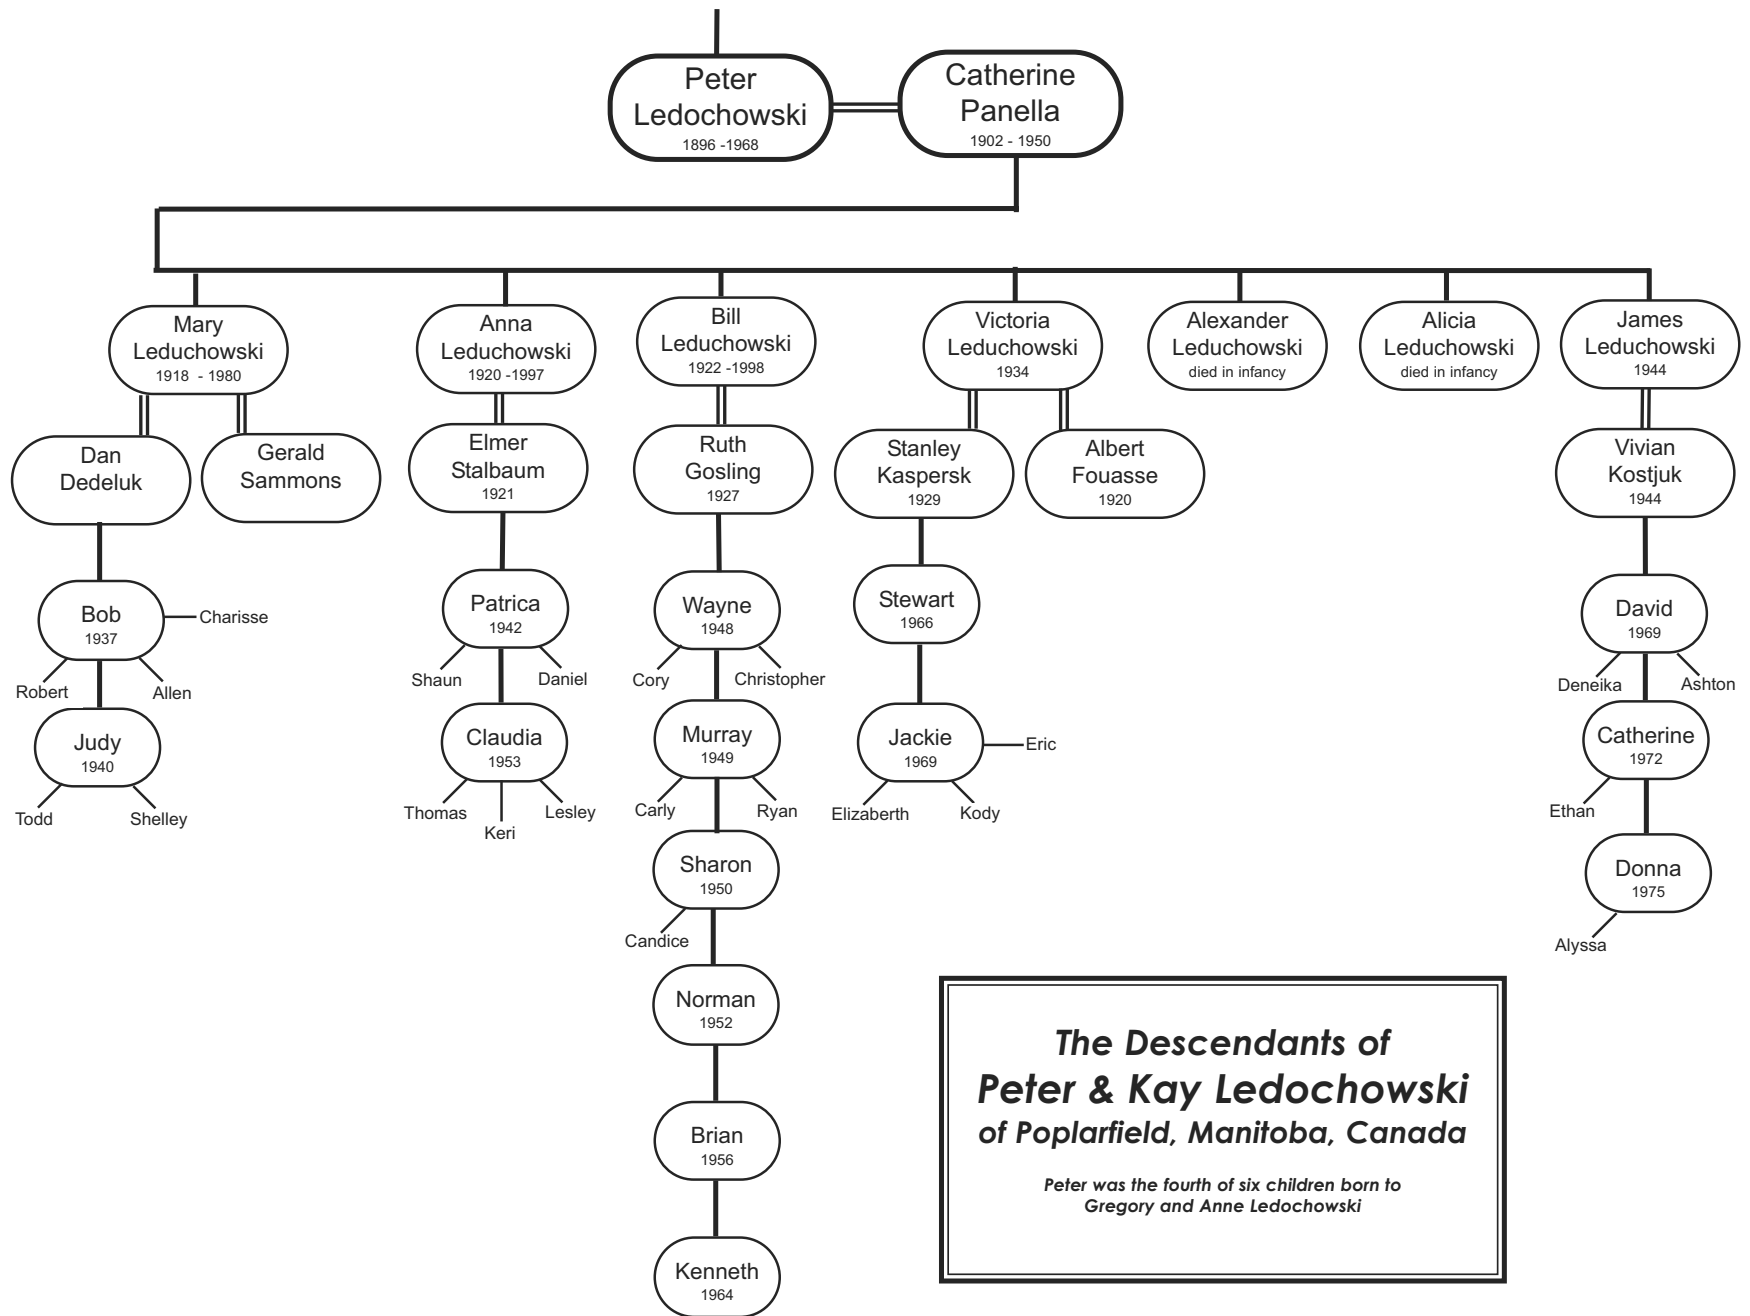 Peter
Ledochowski
1896 -1968
Catherine
Panella
1902 - 1950
Mary
Leduchowski
1918 - 1980
Anna
Leduchowski
1920 -1997
Bill
Leduchowski
1922 -1998
Victoria
Leduchowski
1934
Alexander
Leduchowski
died in infancy
Alicia
Leduchowski
died in infancy
James
Leduchowski
1944
Dan
Dedeluk
Gerald
Sammons
Elmer
Stalbaum
1921
Ruth
Gosling
1927
Stanley
Kaspersk
1929
Albert
Fouasse
1920
Vivian
Kostjuk
1944
Bob
1937
Charisse
Robert
Allen
Judy
1940
Todd
Shelley
Patrica
1942
Shaun
Daniel
Claudia
1953
Thomas
Keri
Lesley
Wayne
1948
Cory
Christopher
Murray
1949
Carly
Ryan
Sharon
1950
Candice
Norman
1952
Brian
1956
Kenneth
1964
Stewart
1966
Jackie
1969
Eric
Elizaberth
Kody
David
1969
Deneika
Ashton
Catherine
1972
Ethan
Donna
1975
Alyssa
The Descendants of
Peter & Kay Ledochowski
of Poplarfield, Manitoba, Canada
Peter was the fourth of six children born to
Gregory and Anne Ledochowski